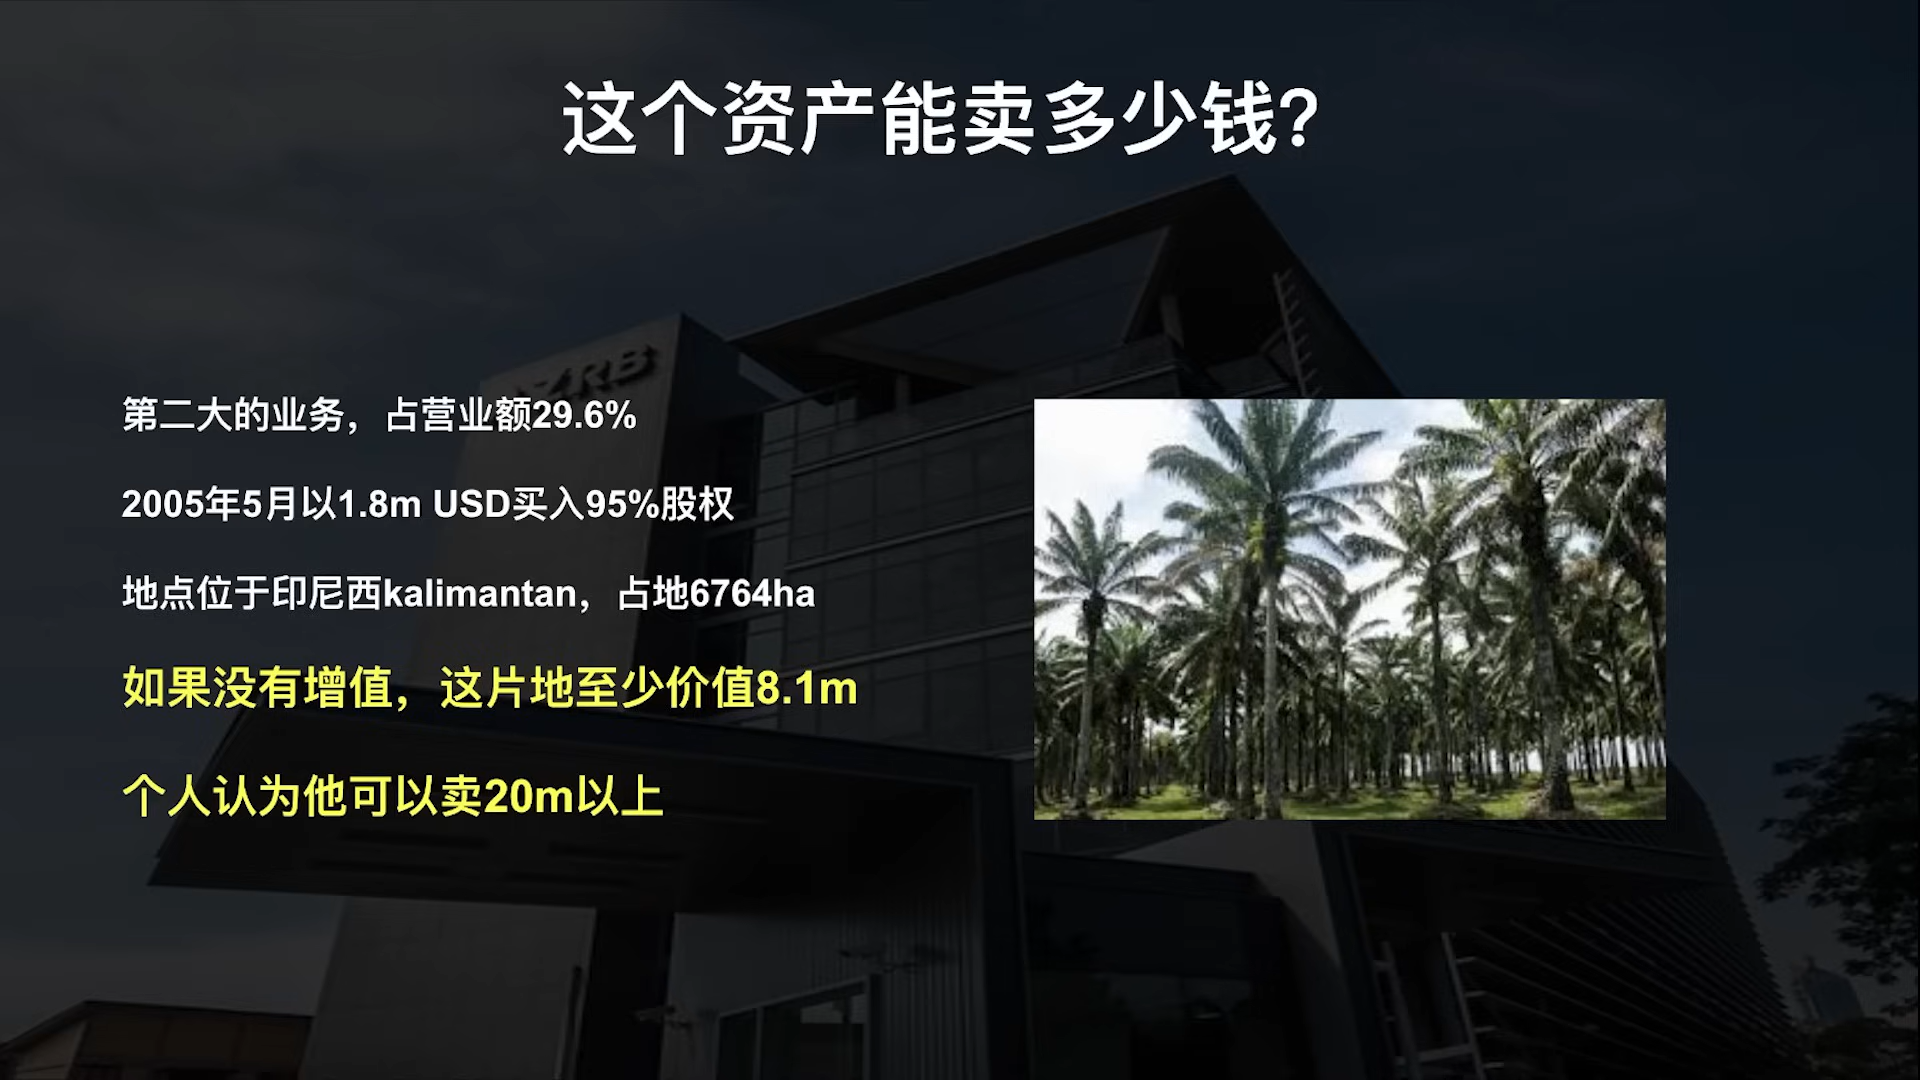 这个资产能卖多少钱？
ZRB
第二大的业务，占营业额29.6%
2005年5月以1.8m USD买入95%股权
地点位于印尼西kalimantan，占地6764ha
如果没有增值，这片地至少价值8.1m
个人认为他可以卖20m以上